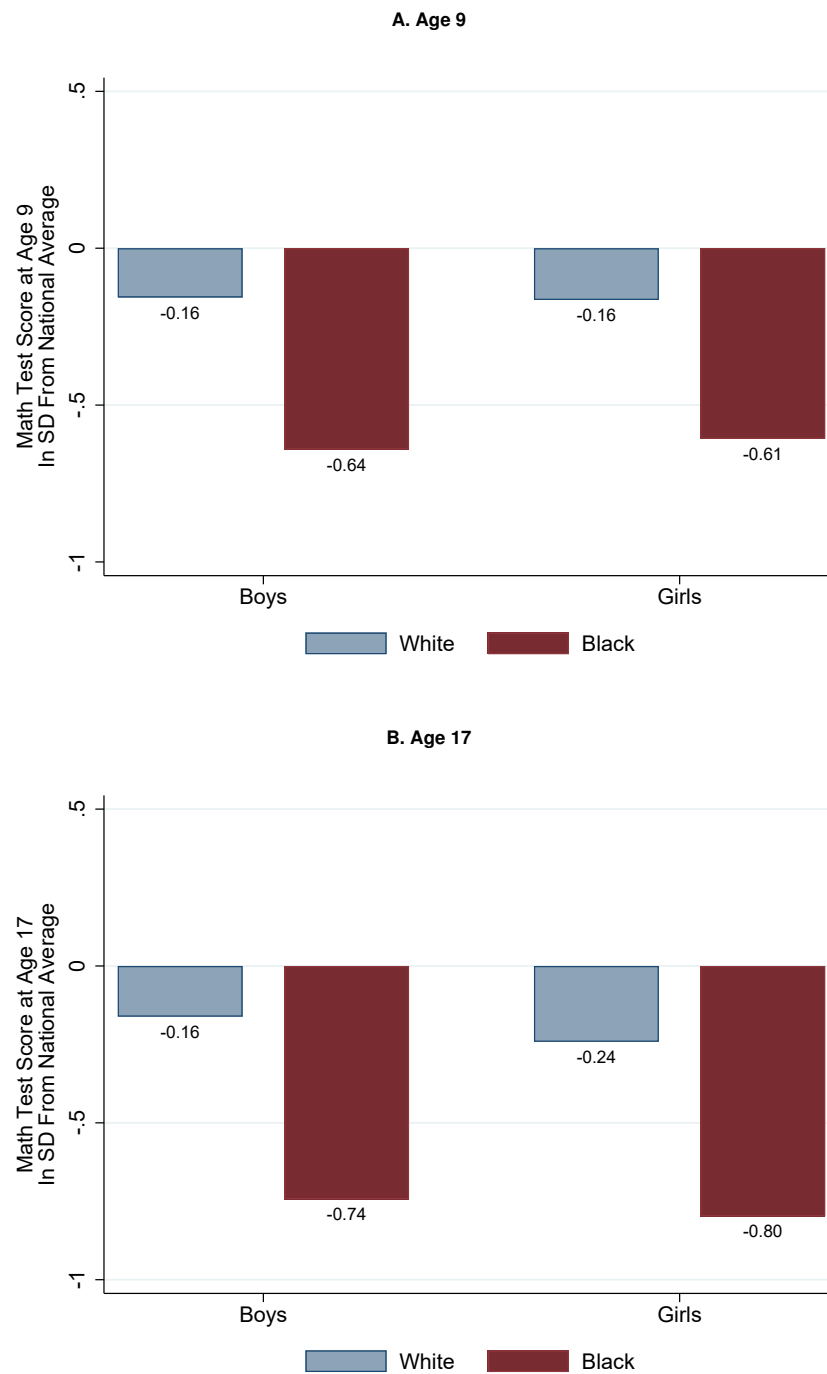 A. Age 9
Math Test Score at Age 9
In SD From National Average
.5
0
-.5
-1
-0.16
-0.64
-0.16
-0.61
Boys
Girls
White
Black
B. Age 17
Math Test Score at Age 17
In SD From National Average
.5
0
-.5
-1
-0.16
-0.74
-0.24
-0.80
Boys
Girls
White
Black